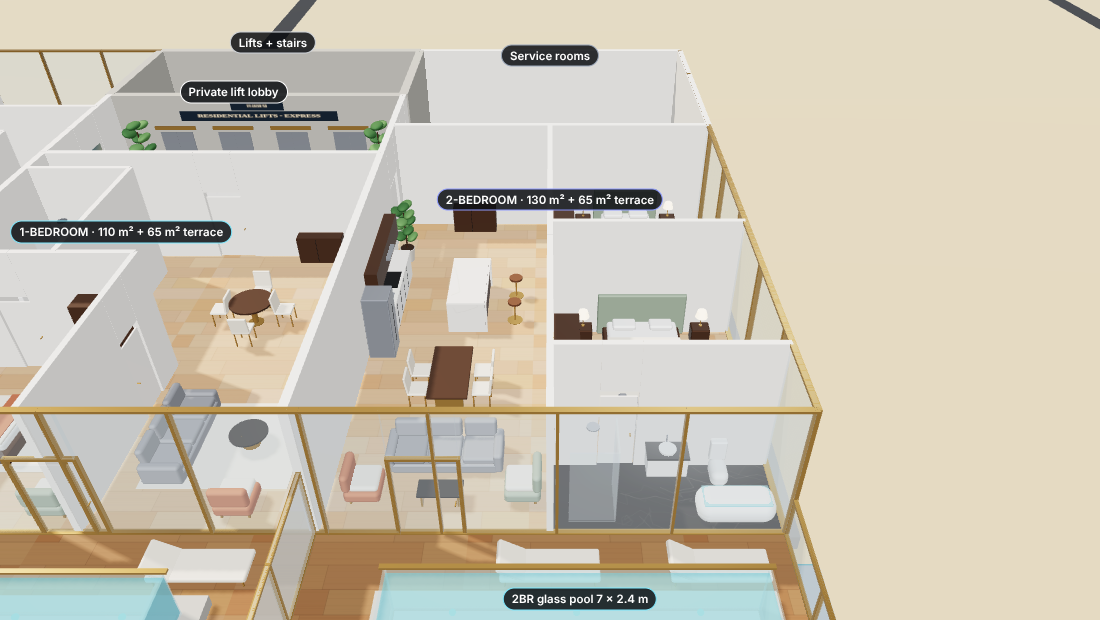 Lifts + stairs
Service rooms
Private lift lobby
RESIDENTIAL LIFTS · EXPRESS
2-BEDROOM · 130 m² + 65 m² terrace
1-BEDROOM · 110 m² + 65 m² terrace
2BR glass pool 7 × 2.4 m